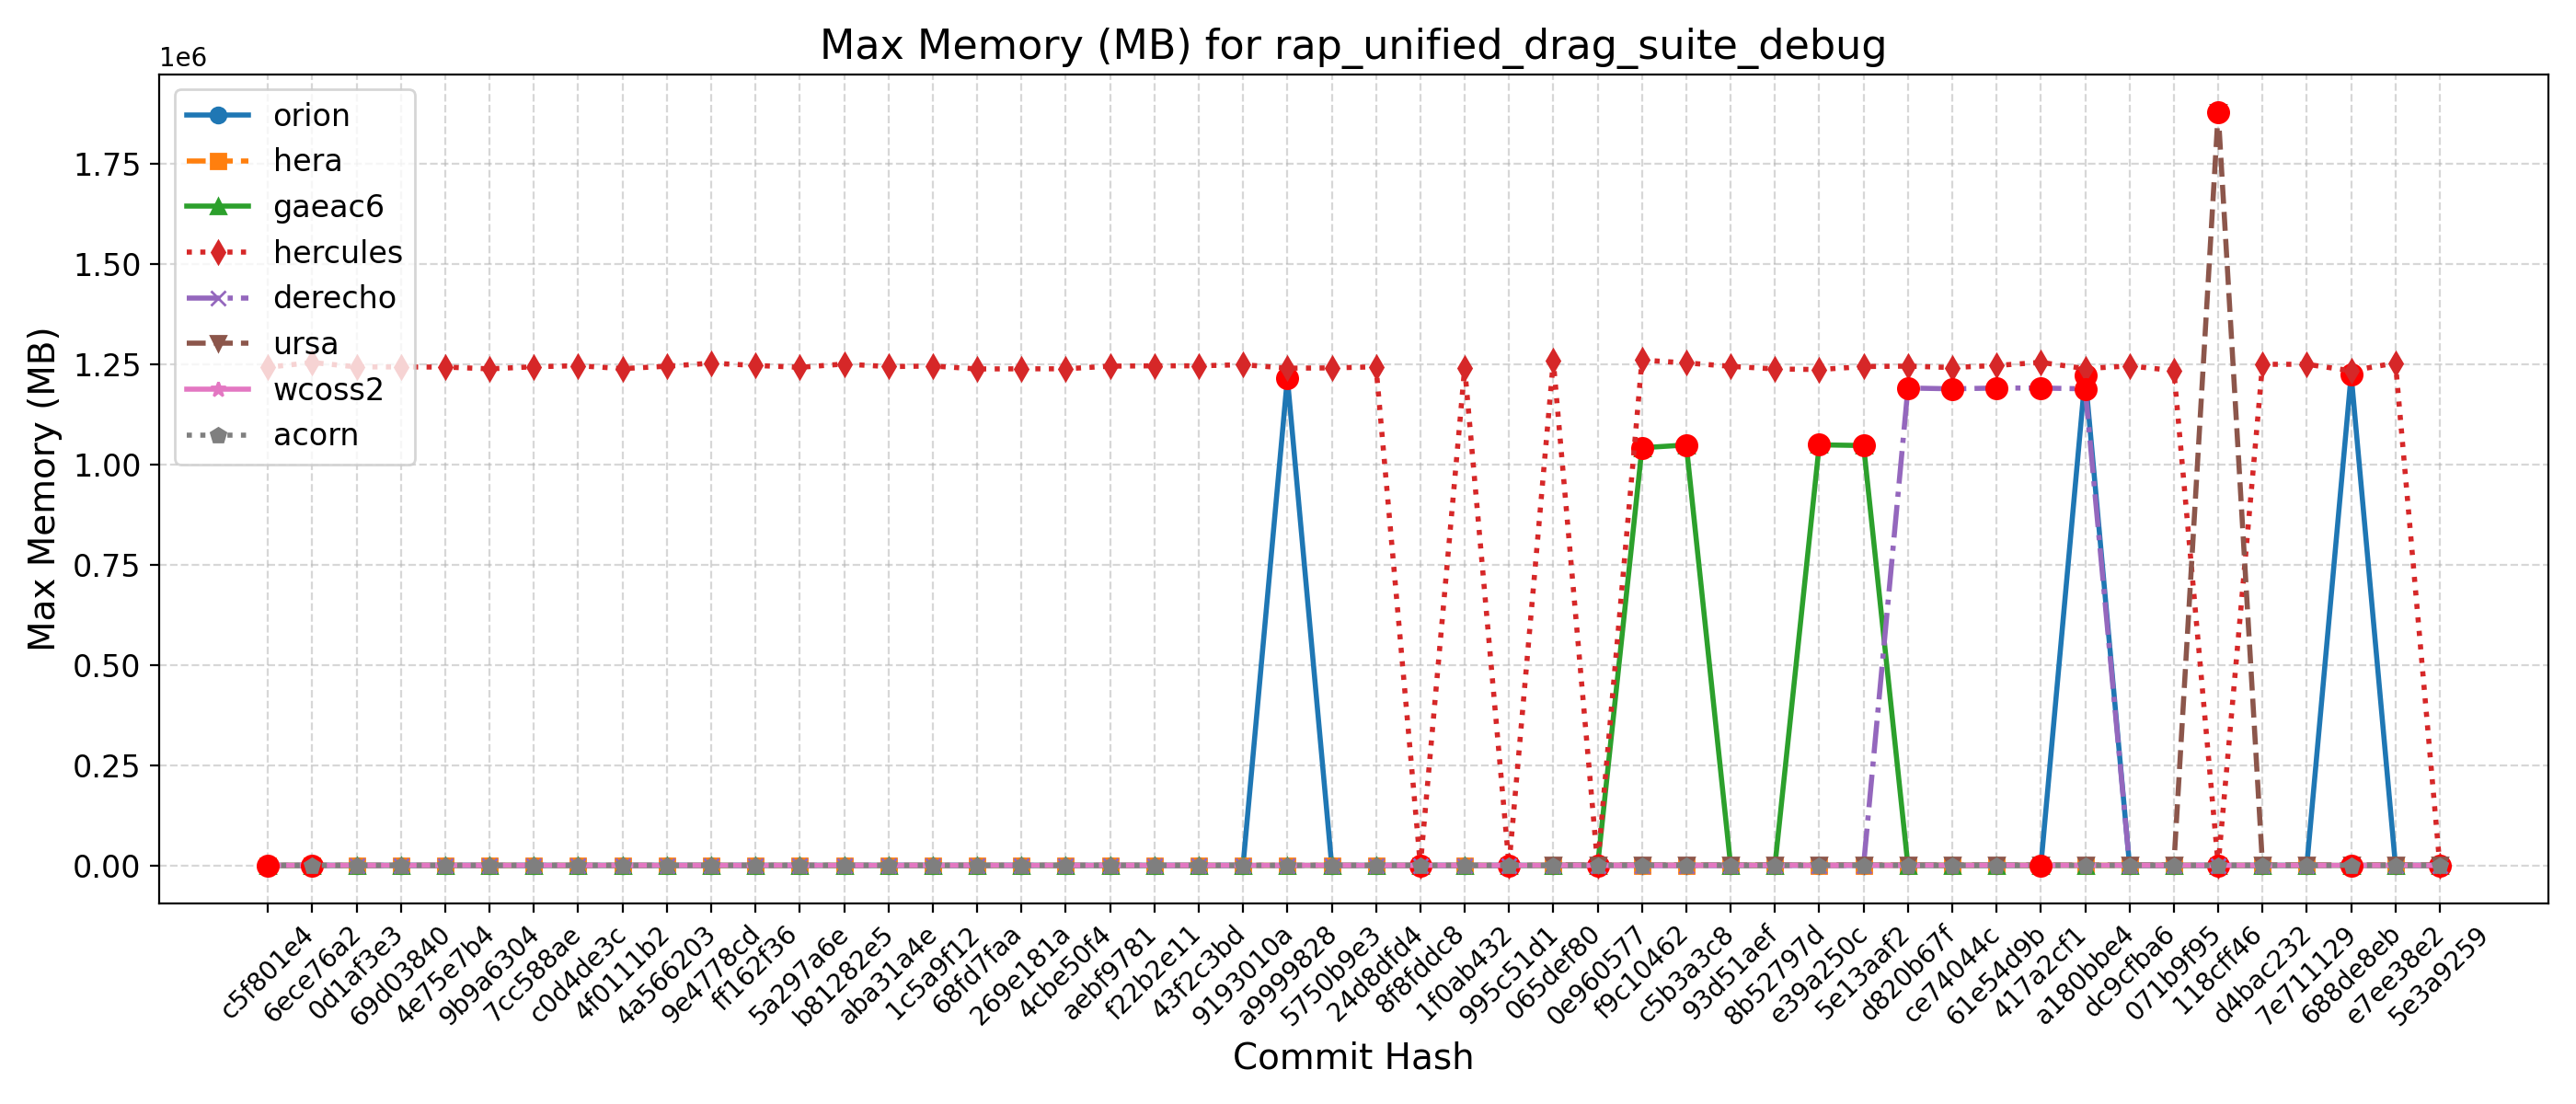 Max Memory (MB) for rap_unified_drag_suite_debug
1e6
orion
hera
gaeac6
hercules
derecho
ursa
wcoss2
acorn
Max Memory (MB)
1.75
1.50
1.25
1.00
0.75
0.50
0.25
0.00
c5f801e4
6ece76a2
0d1af3e3
69d03840
4e75e7b4
9b9a6304
7cc588ae
c0d4de3c
4f0111b2
4a566203
9e4778cd
ff162f36
5a297a6e
b81282e5
aba31a4e
1c5a9f12
68fd7faa
269e181a
4cbe50f4
aebf9781
f22b2e11
43f2c3bd
9193010a
a9999828
5750b9e3
24d8dfd4
8f8fddc8
1f0ab432
995c51d1
065def80
0e960577
f9c10462
c5b3a3c8
93d51aef
8b52797d
e39a250c
5e13aaf2
d820b67f
ce74044c
61e54d9b
417a2cf1
a180bbe4
dc9cfba6
071b9f95
118cff46
d4bac232
7e711129
688de8eb
e7ee38e2
5e3a9259
Commit Hash